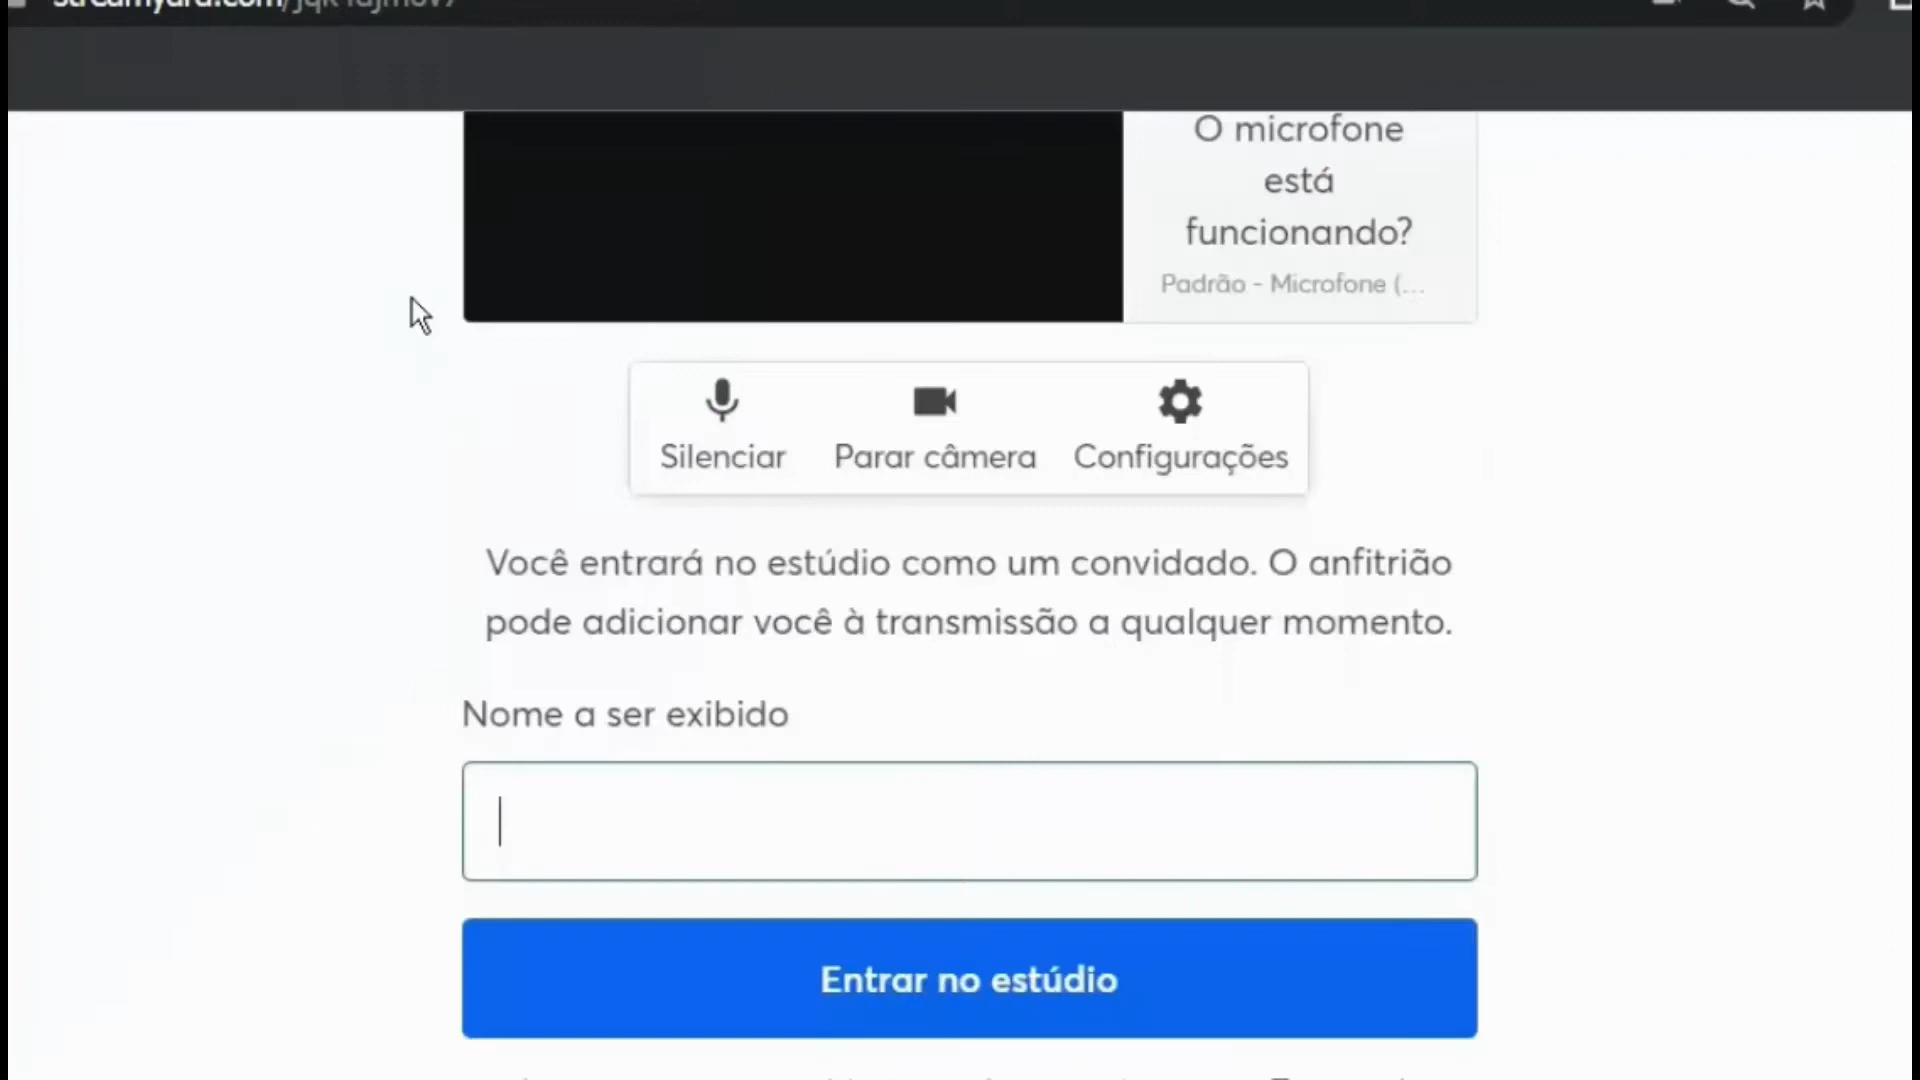 O microfone
está
funcionando?
Padrão - Microfone (...
Silenciar Parar câmera Configurações
Você entrará no estúdio como um convidado. O anfitrião
pode adicionar você à transmissão a qualquer momento.
Nome a ser exibido
Entrar no estúdio